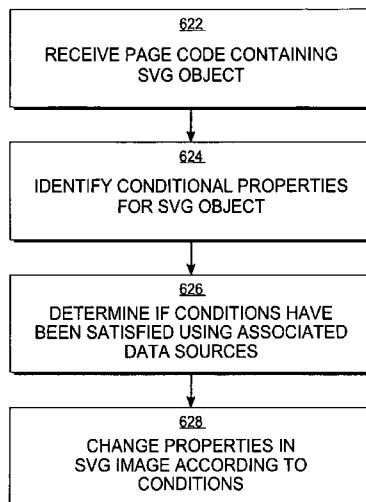 622
RECEIVE PAGE CODE CONTAINING
SVG OBJECT
624
IDENTIFY CONDITIONAL PROPERTIES
FOR SVG OBJECT
626
DETERMINE IF CONDITIONS HAVE
BEEN SATISFIED USING ASSOCIATED
DATA SOURCES
628
CHANGE PROPERTIES IN
SVG IMAGE ACCORDING TO
CONDITIONS